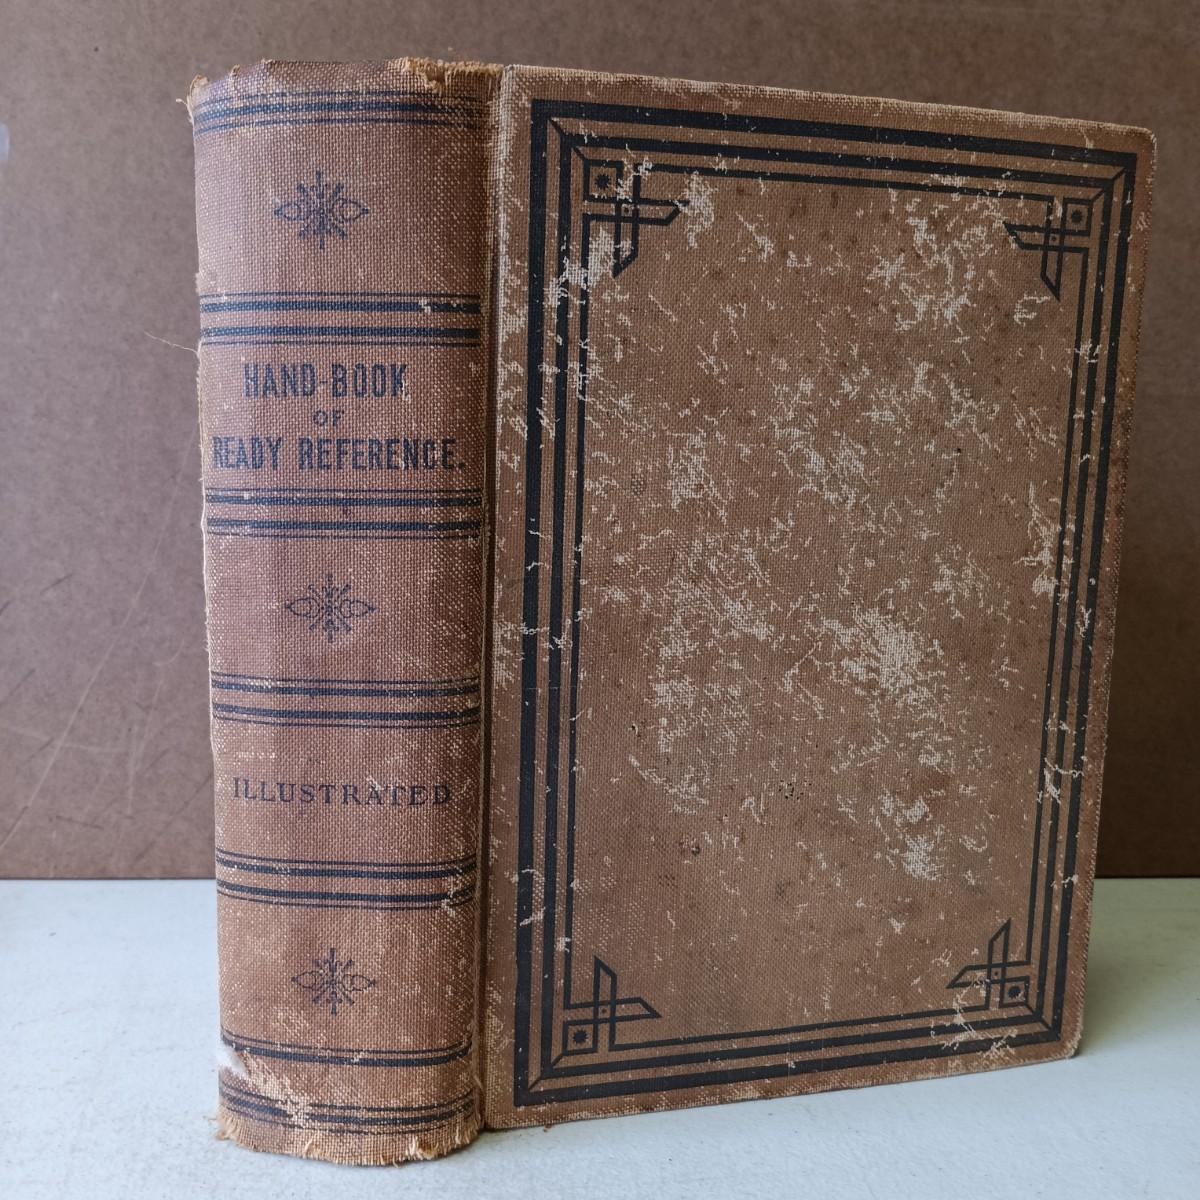 HAND-BOOK
OF
READY REFERENCE.
ILLUSTRATED